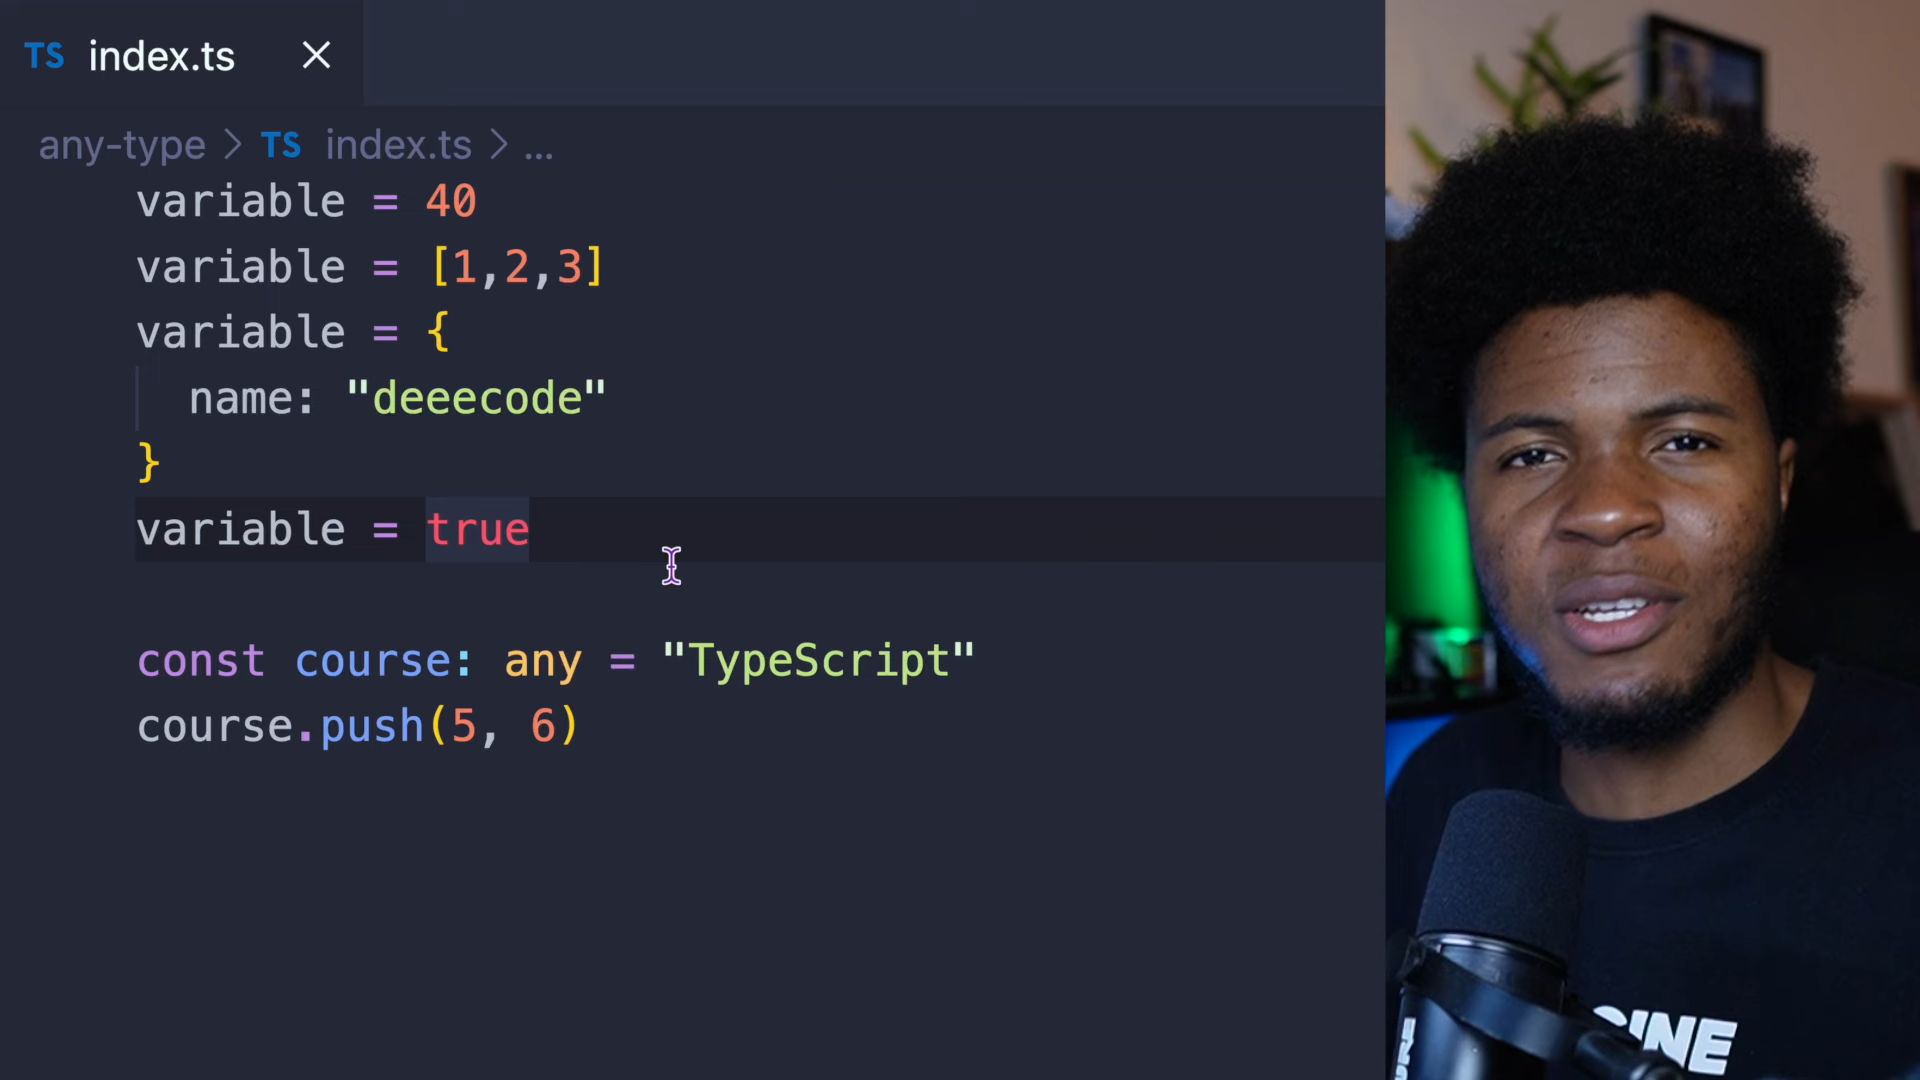 TS index.ts ×
any-type > TS index.ts > ...
variable = 40
variable = [1,2,3]
variable = {
name: "deeecode"
}
variable = true
const course: any = "TypeScript"
course.push(5, 6)